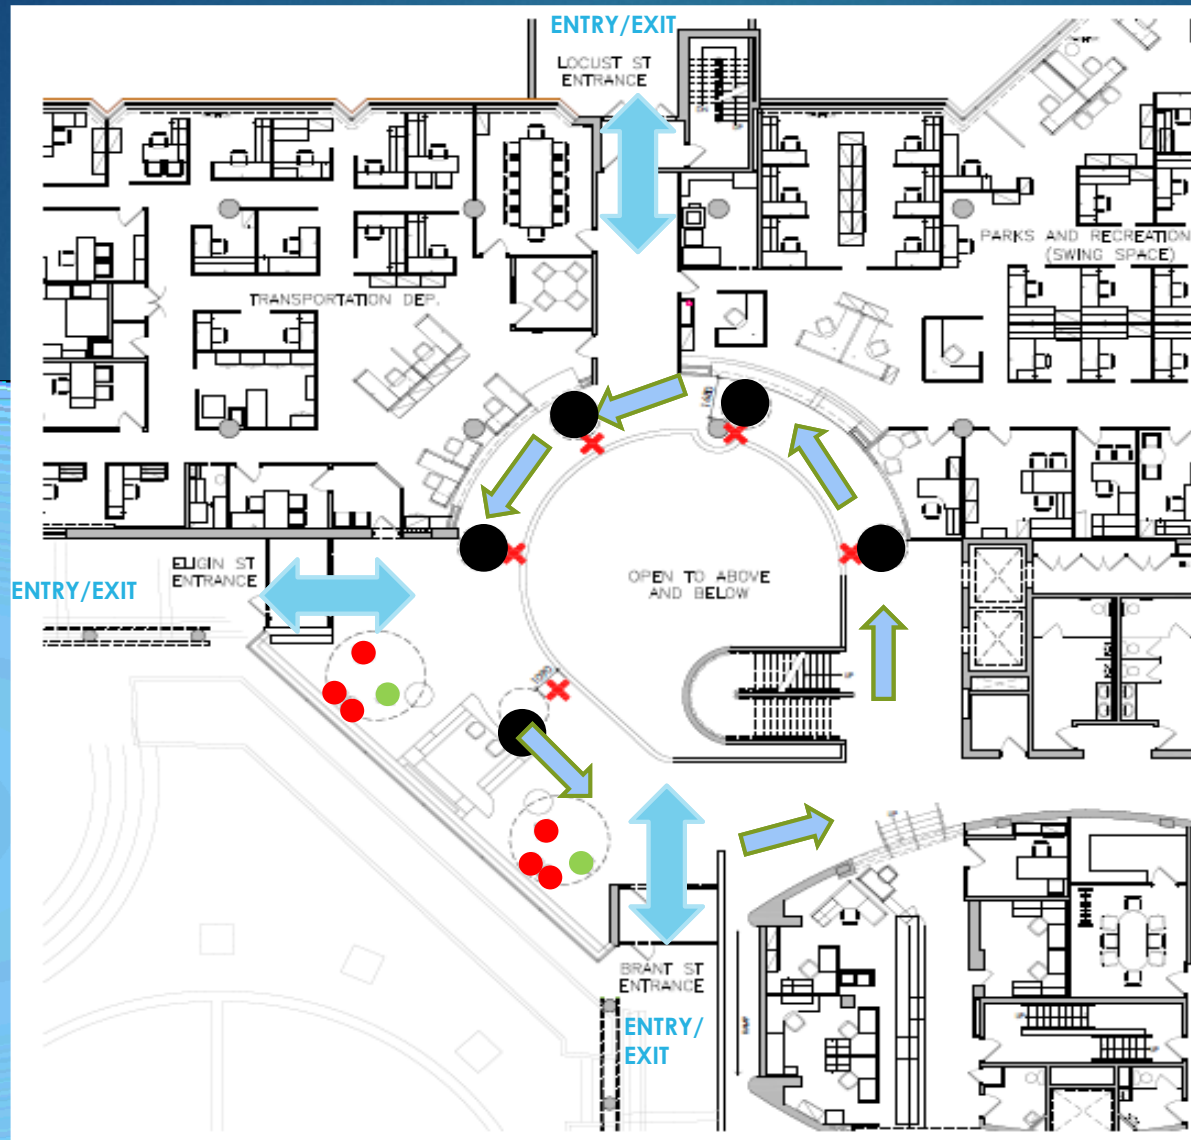 ENTRY/EXIT
LOCUST ST
ENTRANCE
PARKS AND RECREATION
(SWING SPACE)
TRANSPORTATION DEP.
ELIGIN ST
ENTRANCE
ENTRY/EXIT
OPEN TO ABOVE
AND BELOW
BRANT ST
ENTRANCE
ENTRY/
EXIT